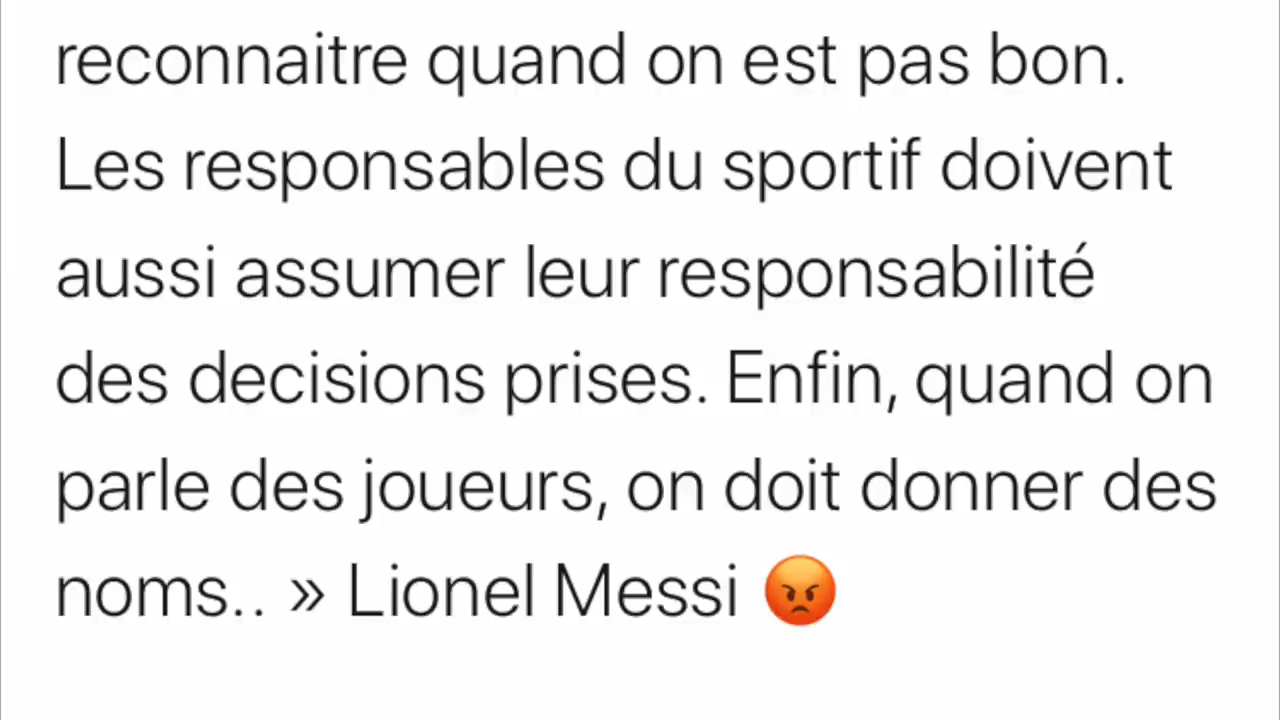 reconnaitre quand on est pas bon.
Les responsables du sportif doivent
aussi assumer leur responsabilité
des decisions prises. Enfin, quand on
parle des joueurs, on doit donner des
noms.. » Lionel Messi 😡